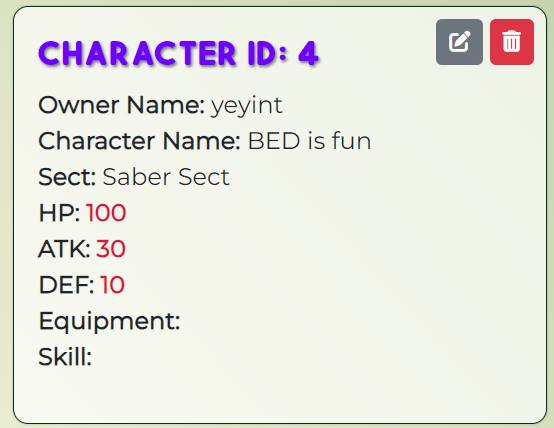 CHARACTER ID: 4
Owner Name: yeyint
Character Name: BED is fun
Sect: Saber Sect
HP: 100
ATK: 30
DEF: 10
Equipment:
Skill: